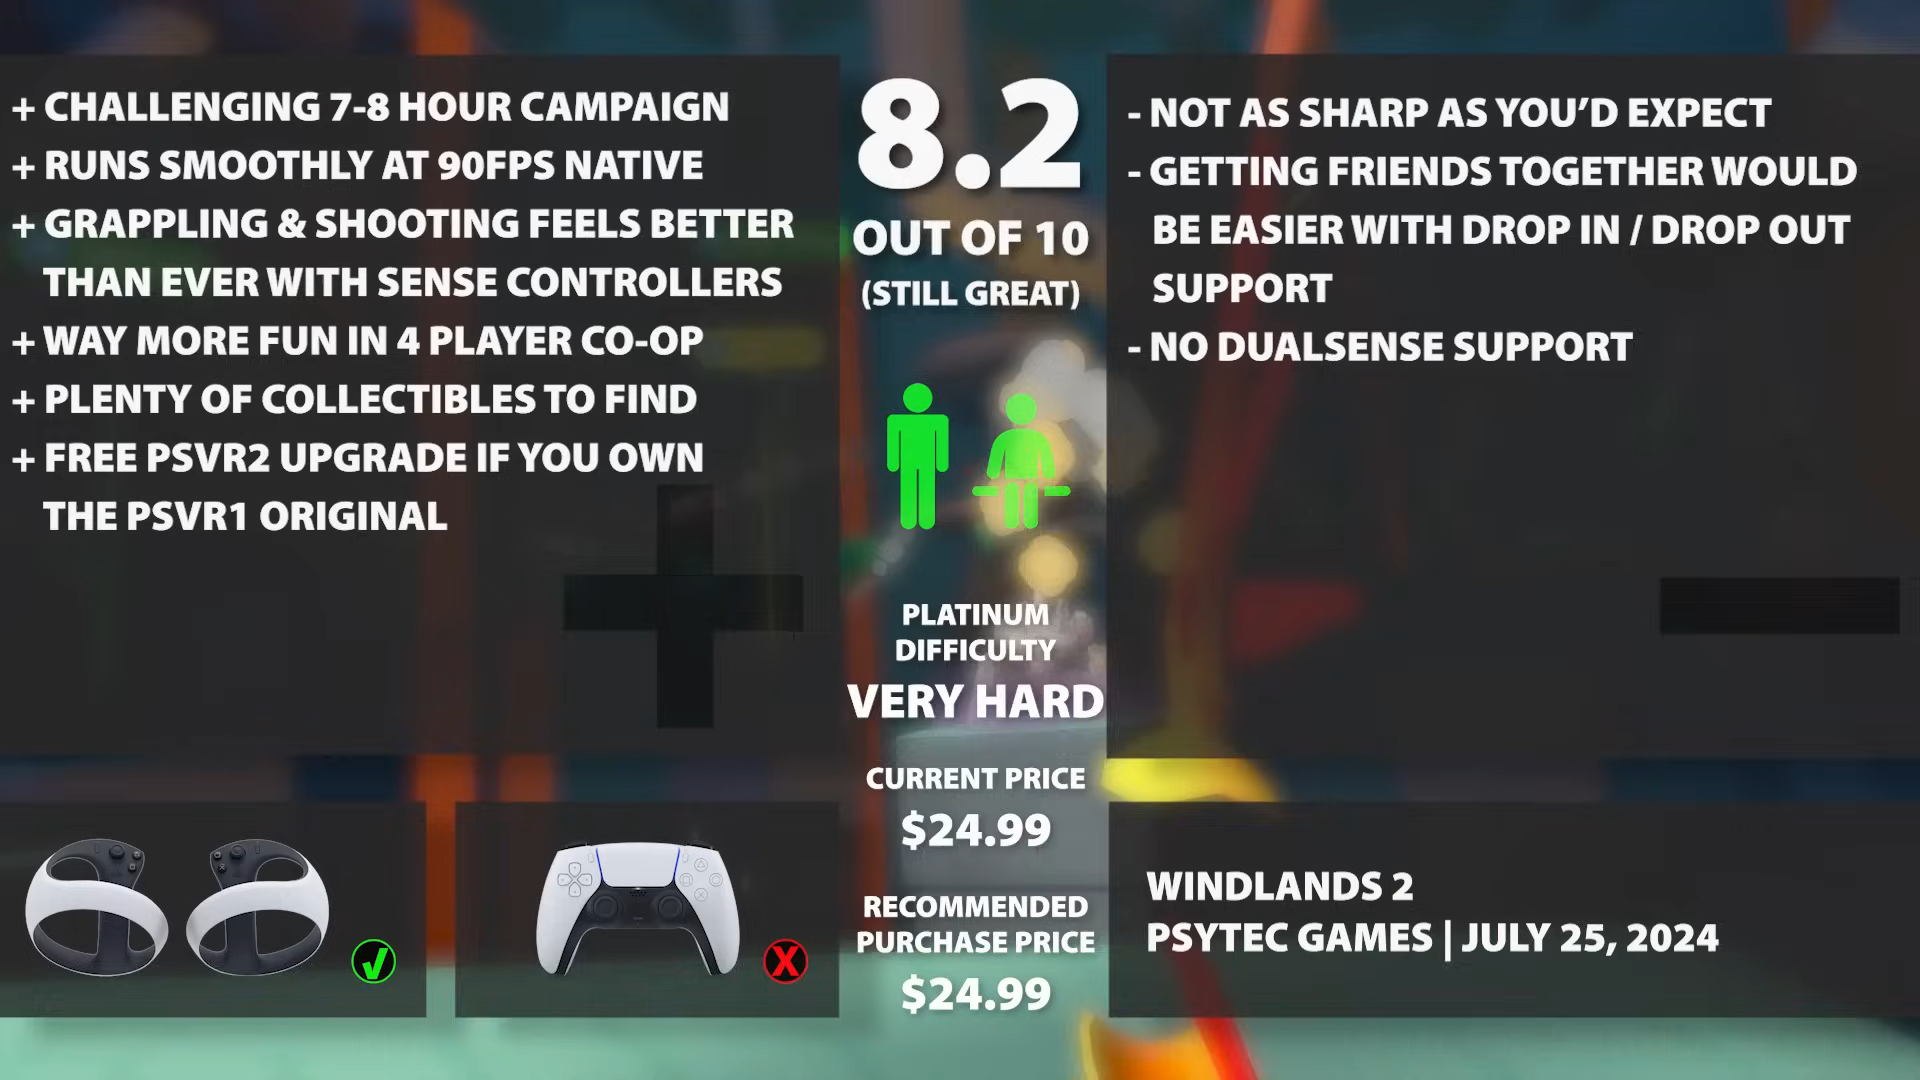 + CHALLENGING 7-8 HOUR CAMPAIGN
+ RUNS SMOOTHLY AT 90FPS NATIVE
+ GRAPPLING & SHOOTING FEELS BETTER
THAN EVER WITH SENSE CONTROLLERS
+ WAY MORE FUN IN 4 PLAYER CO-OP
+ PLENTY OF COLLECTIBLES TO FIND
+ FREE PSVR2 UPGRADE IF YOU OWN
THE PSVR1 ORIGINAL
8.2
OUT OF 10
(STILL GREAT)
PLATINUM
DIFFICULTY
VERY HARD
CURRENT PRICE
$24.99
RECOMMENDED
PURCHASE PRICE
$24.99
- NOT AS SHARP AS YOU’D EXPECT
- GETTING FRIENDS TOGETHER WOULD
BE EASIER WITH DROP IN / DROP OUT
SUPPORT
- NO DUALSENSE SUPPORT
WINDLANDS 2
PSYTEC GAMES | JULY 25, 2024